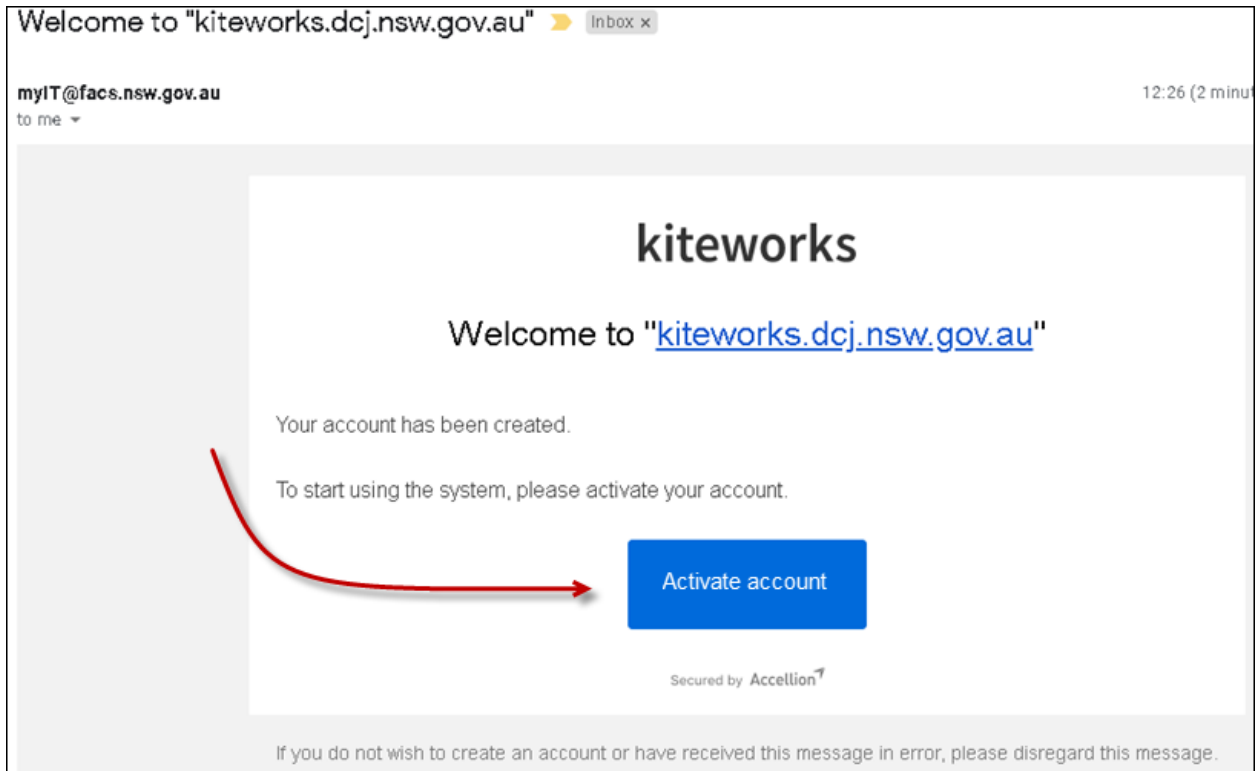 Welcome to "kiteworks.dcj.nsw.gov.au" Inbox x
myIT@facs.nsw.gov.au 12:26 (2 minut
to me
kiteworks
Welcome to "kiteworks.dcj.nsw.gov.au"
Your account has been created.
To start using the system, please activate your account.
Activate account
Secured by Accellion
If you do not wish to create an account or have received this message in error, please disregard this message.